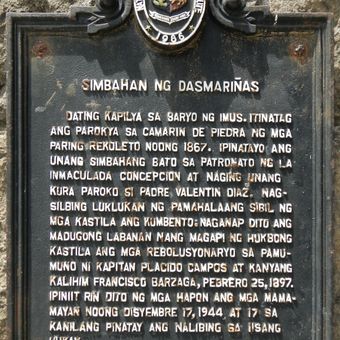 1986
SIMBAHAN NG DASMARIÑAS
DATING KAPILYA SA BARYO NG IMUS. ITINATAG
ANG PAROKYA SA CAMARIN DE PIEDRA NG MGA
PARING REKOLETO NOONG 1867. IPINATAYO ANG
UNANG SIMBAHANG BATO SA PATRONATO NG LA
INMACULADA CONCEPCION AT NAGING UNANG
KURA PAROKO SI PADRE VALENTIN DIAZ. NAG-
SILBING LUKLUKAN NG PAMAHALAANG SIBIL NG
MGA KASTILA ANG KUMBENTO: NAGANAP DITO ANG
MADUGONG LABANAN NANG MAGAPI NG HUKBONG
KASTILA ANG MGA REBOLUSYONARYO SA PAMU-
MUNO NI KAPITAN PLACIDO CAMPOS AT KANYANG
KALIHIM FRANCISCO BARZAGA, PEBRERO 25, 1897.
IPINIIT RIN DITO NG MGA HAPON ANG MGA MAMA-
MAYAN NOONG DISYEMBRE 17, 1944 AT 17 SA
KANILANG PINATAY ANG NALIBING SA IISANG